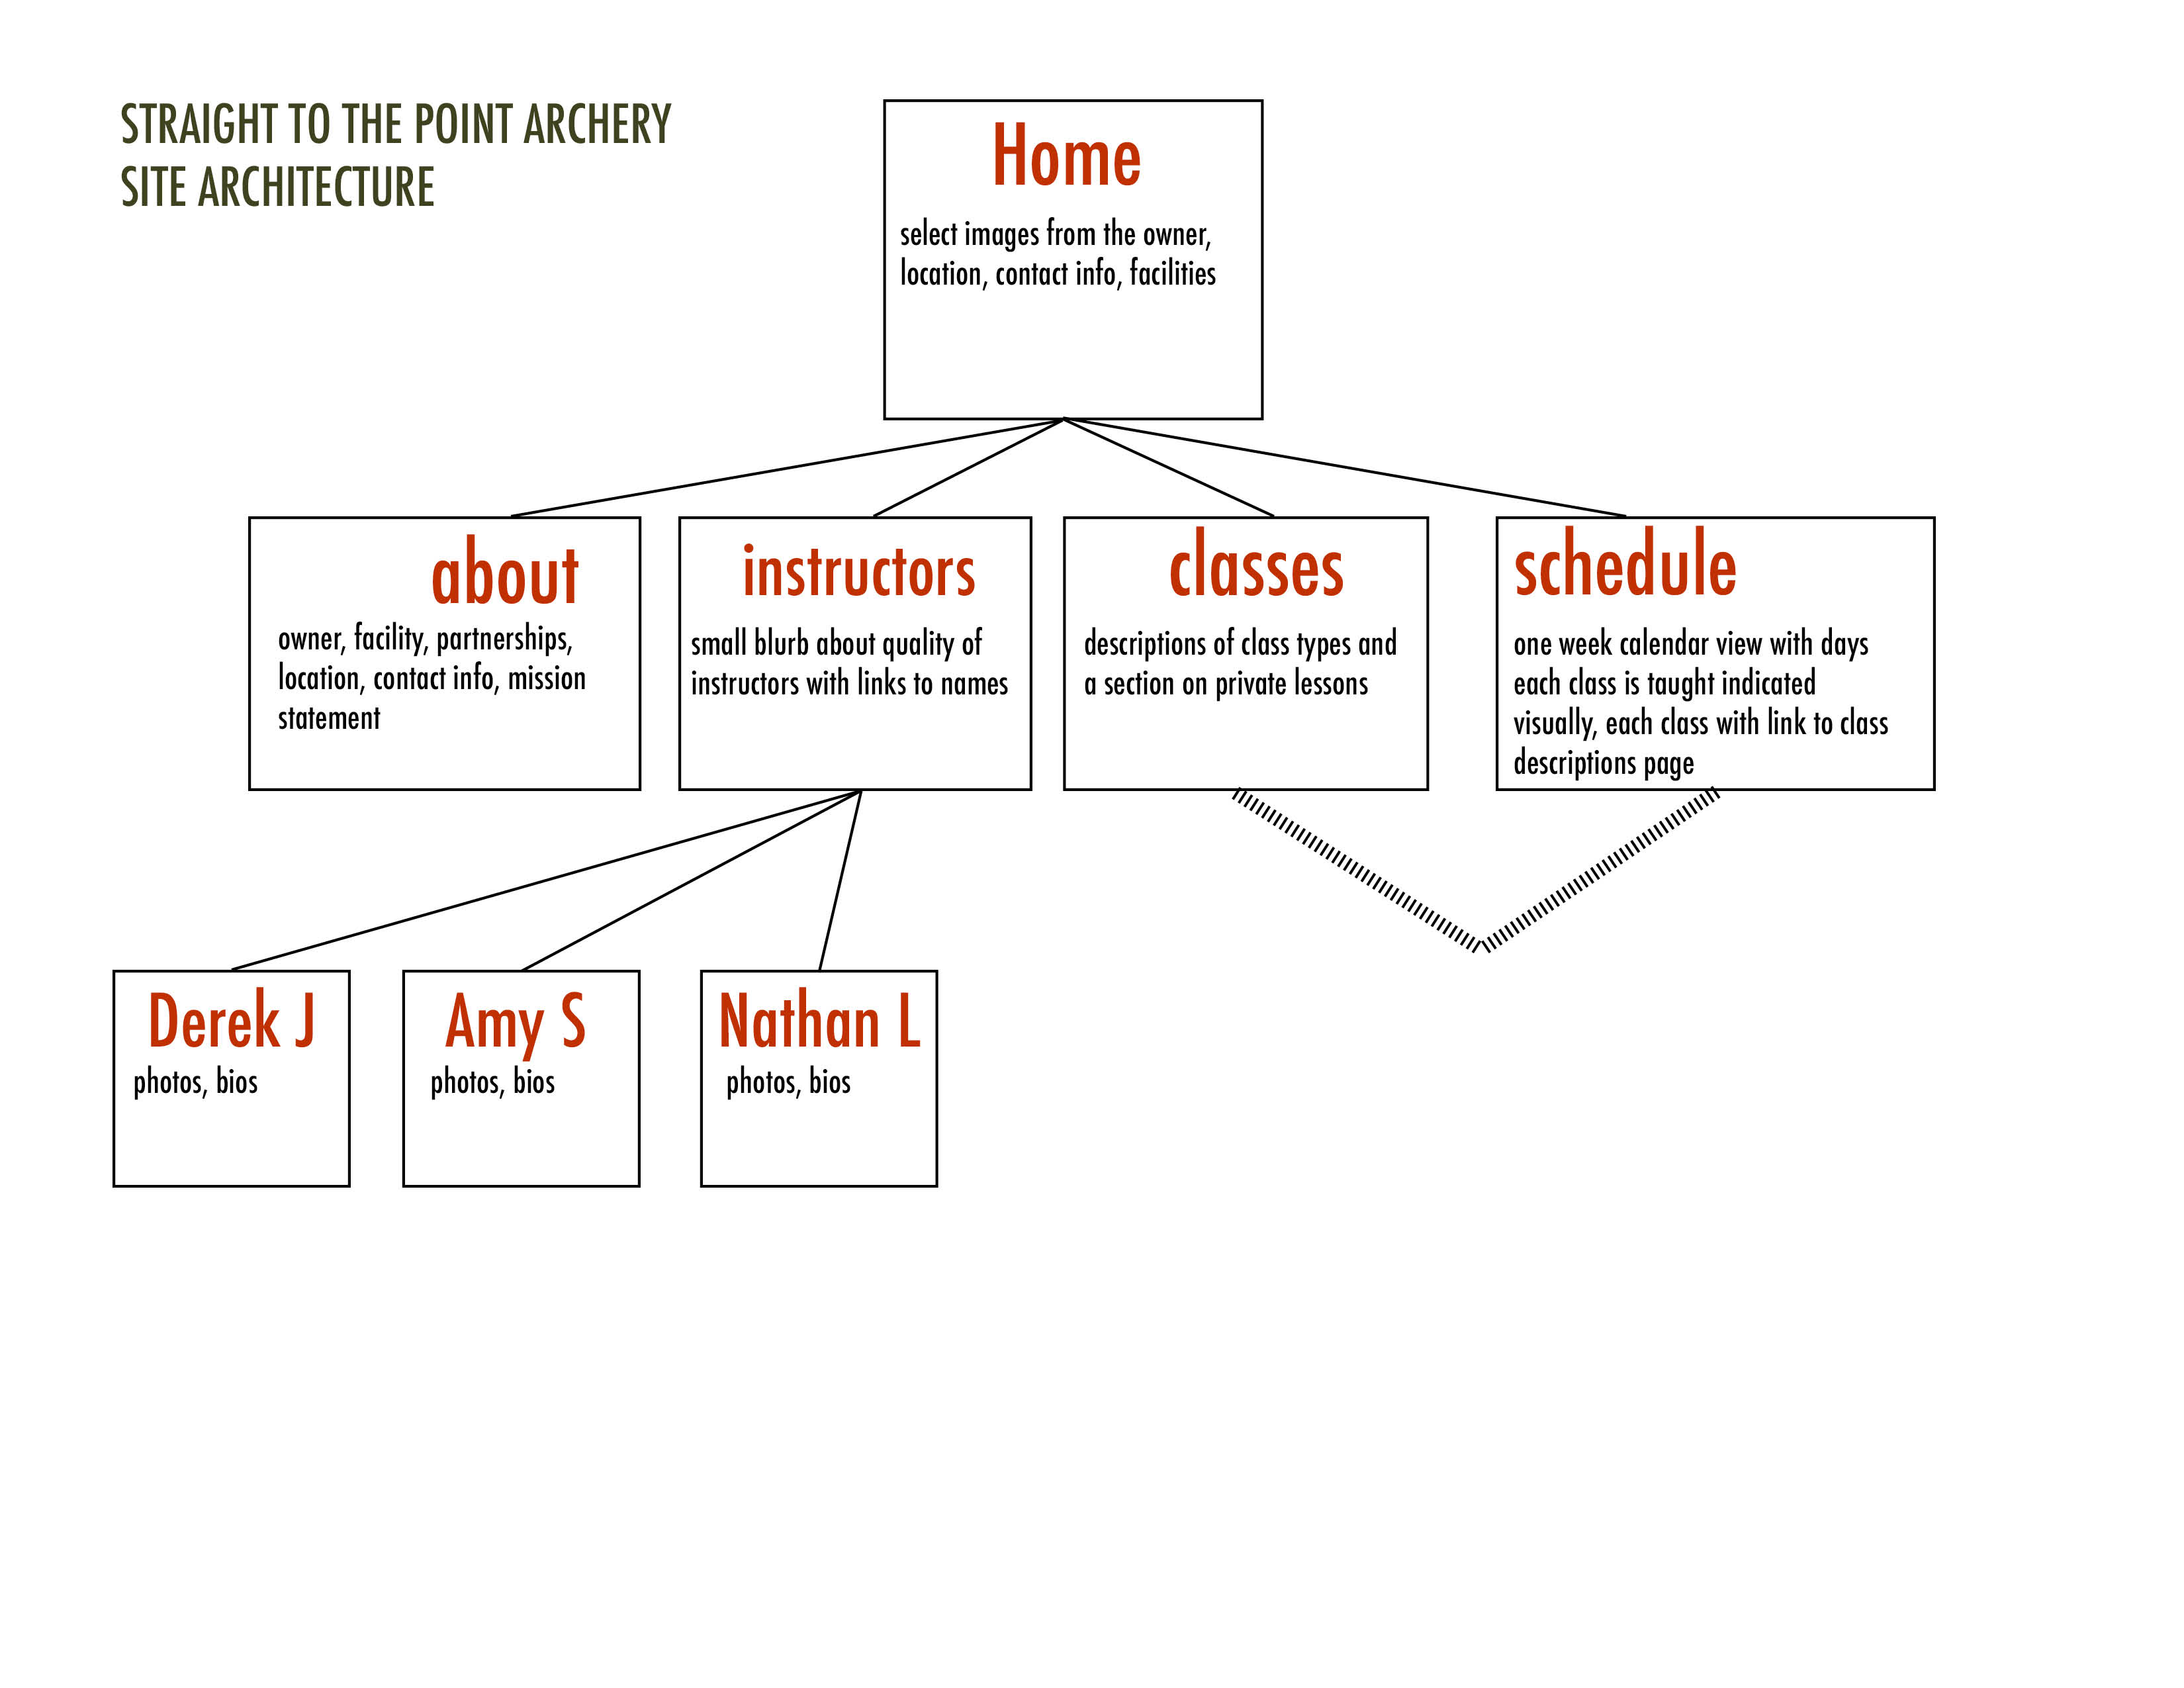 STRAIGHT TO THE POINT ARCHERY
SITE ARCHITECTURE
Home
select images from the owner,
location, contact info, facilities
about
owner, facility, partnerships,
location, contact info, mission
statement
instructors
small blurb about quality of
instructors with links to names
classes
descriptions of class types and
a section on private lessons
schedule
one week calendar view with days
each class is taught indicated
visually, each class with link to class
descriptions page
Derek J
photos, bios
Amy S
photos, bios
Nathan L
photos, bios